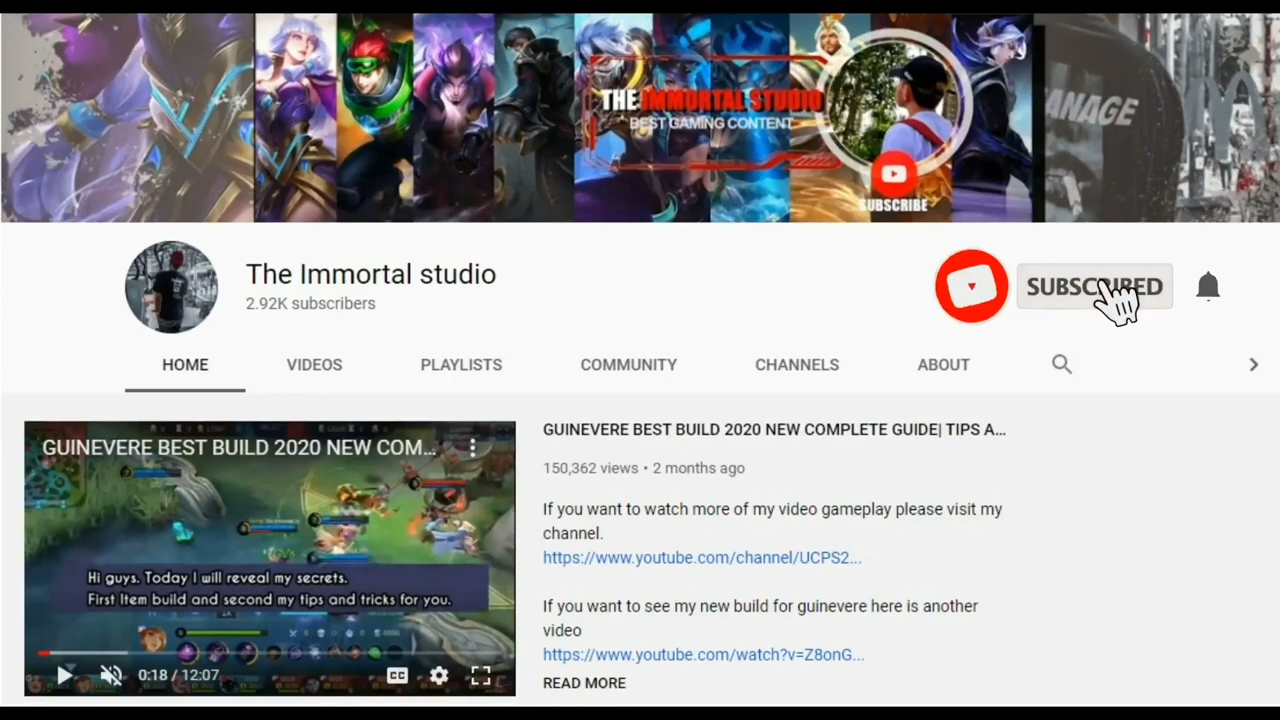 THE IMMORTAL STUDIO
BEST GAMING CONTENT
SUBSCRIBE
ANAGE
The Immortal studio
2.92K subscribers
SUBSCRIBED
HOME VIDEOS PLAYLISTS COMMUNITY CHANNELS ABOUT
GUINEVERE BEST BUILD 2020 NEW COM...
Hi guys. Today I will reveal my secrets.
First Item build and second my tips and tricks for you.
0:18 / 12:07
CC
GUINEVERE BEST BUILD 2020 NEW COMPLETE GUIDE| TIPS A...
150,362 views • 2 months ago
If you want to watch more of my video gameplay please visit my
channel.
https://www.youtube.com/channel/UCPS2...
If you want to see my new build for guinevere here is another
video
https://www.youtube.com/watch?v=Z8onG...
READ MORE